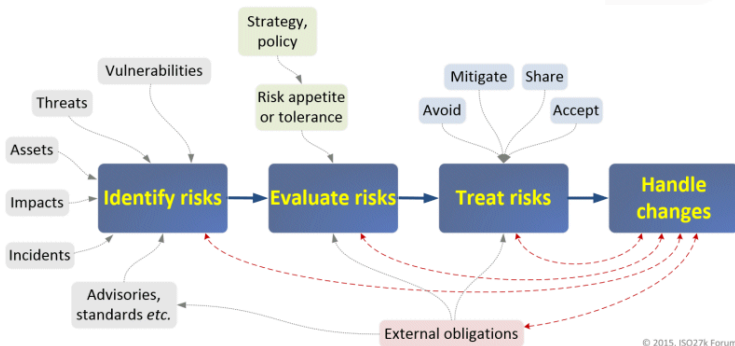 Strategy,
policy
Vulnerabilities
Mitigate
Share
Threats
Risk appetite
or tolerance
Avoid
Accept
Assets
Identify risks
Evaluate risks
Treat risks
Handle
changes
Impacts
Incidents
Advisories,
standards etc.
External obligations
© 2015, ISO27k Forum